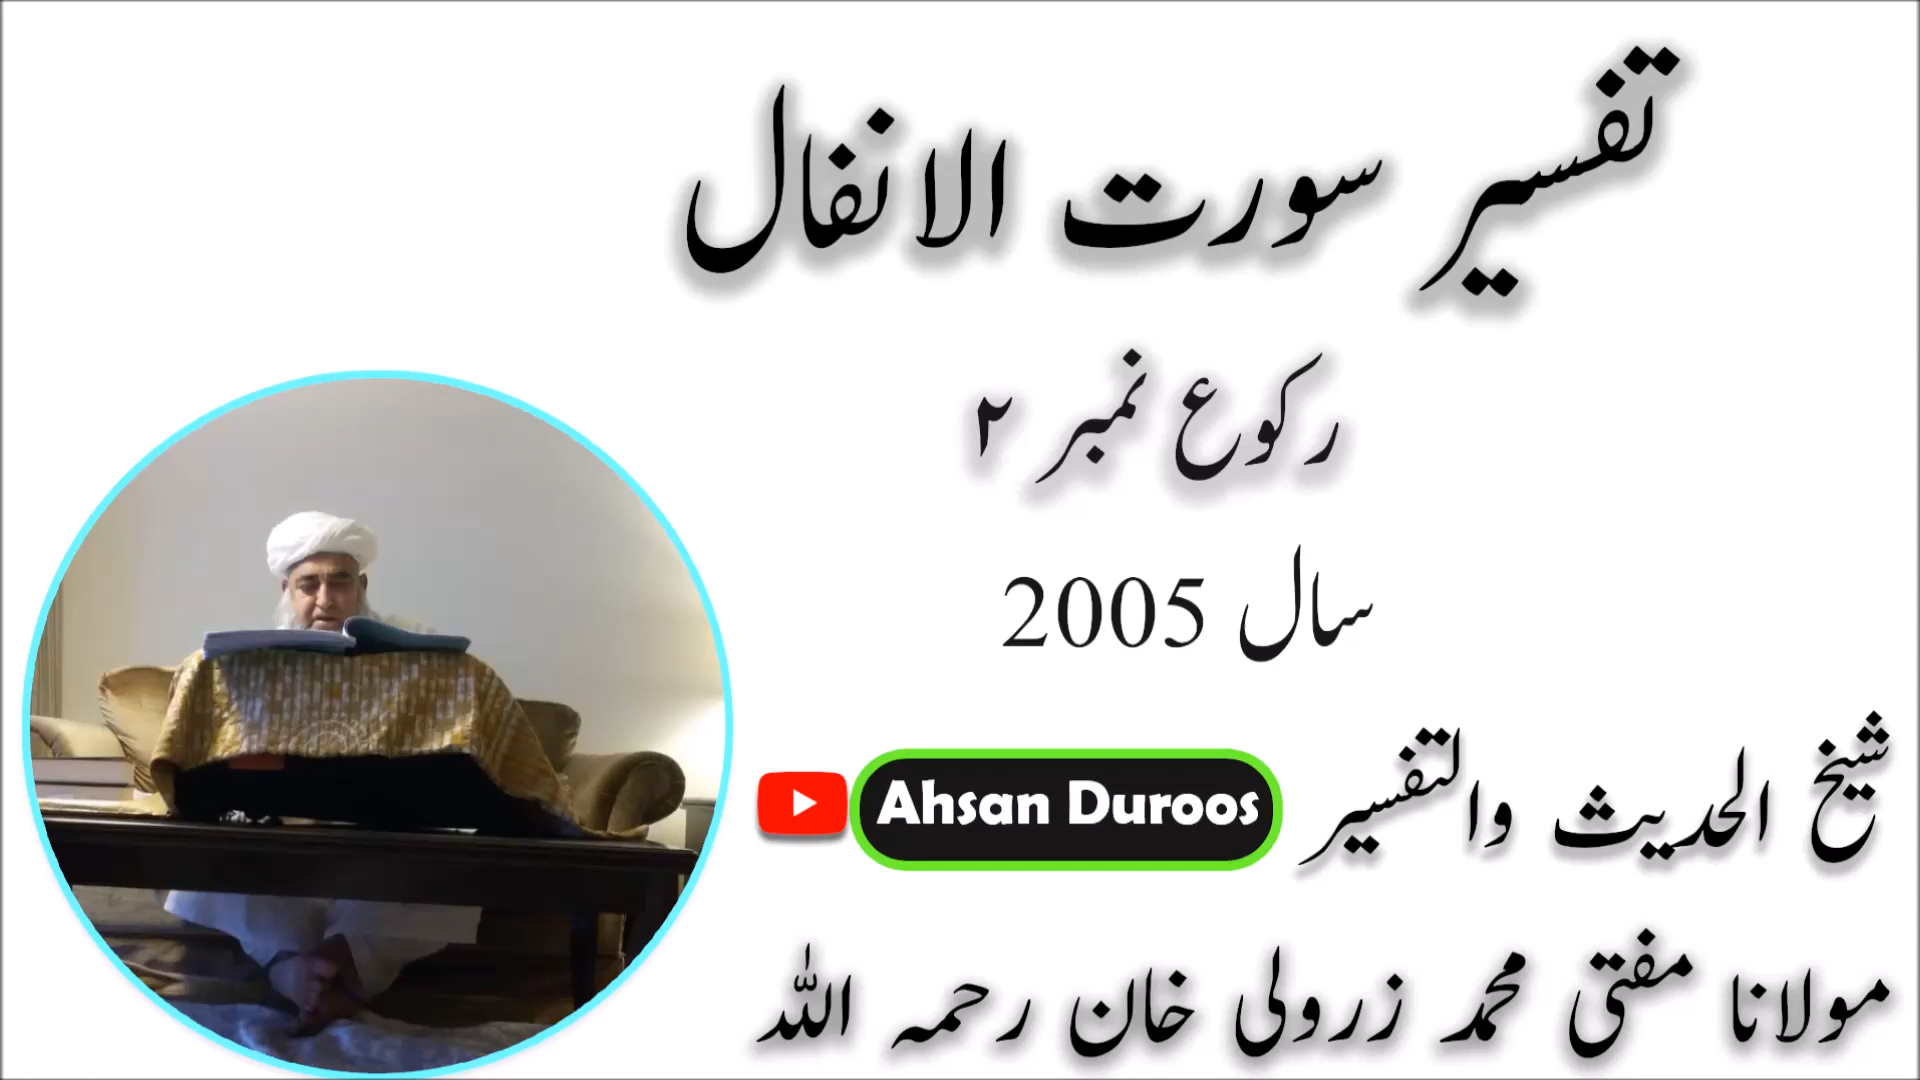 تفسیر سورت الانفال
رکوع نمبر ۲
سال 2005
شیخ الحدیث والتفسیر
Ahsan Duroos
مولانا مفتی محمد زرولی خان رحمہ اللہ